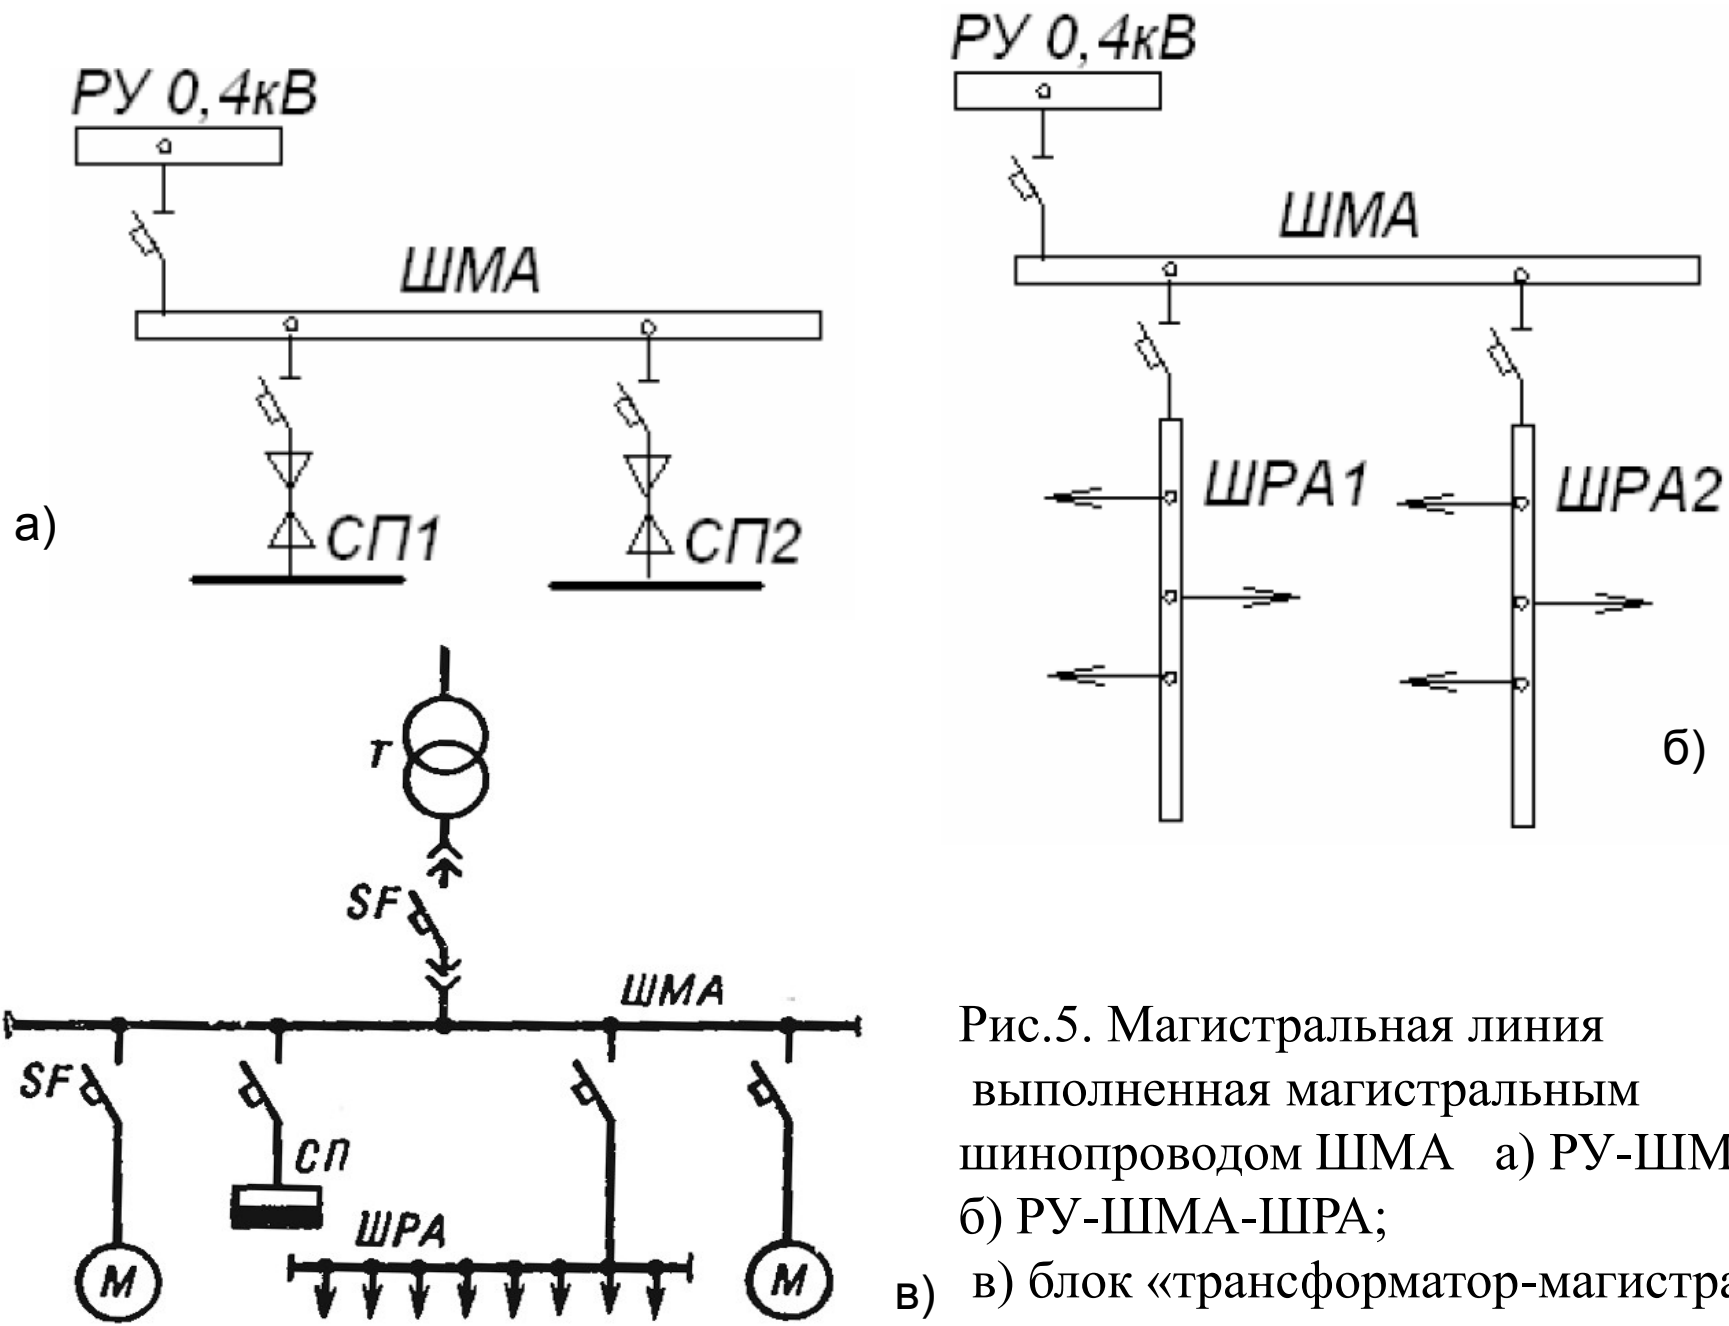 РУ 0,4кВ
ШМА
СП1
СП2
а)
РУ 0,4кВ
ШМА
ШРА1
ШРА2
б)
Т
SF
ШМА
SF
СП
ШРА
М
М
в)
Рис.5. Магистральная линия
выполненная магистральным
шинопроводом ШМА а) РУ-ШМ
б) РУ-ШМА-ШРА;
в) блок «трансформатор-магистра